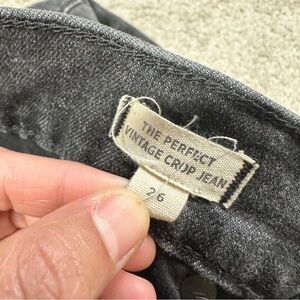 THE PERFECT
VINTAGE CROP JEAN
26